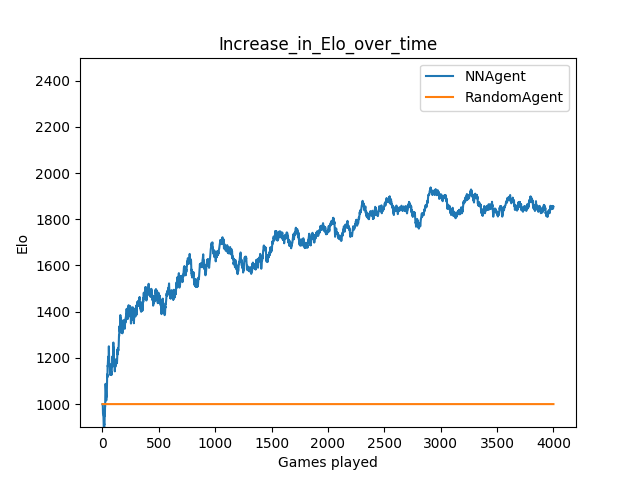 Increase_in_Elo_over_time
NNAgent
RandomAgent
2400
2200
2000
1800
1600
1400
1200
1000
Elo
0 500 1000 1500 2000 2500 3000 3500 4000
Games played